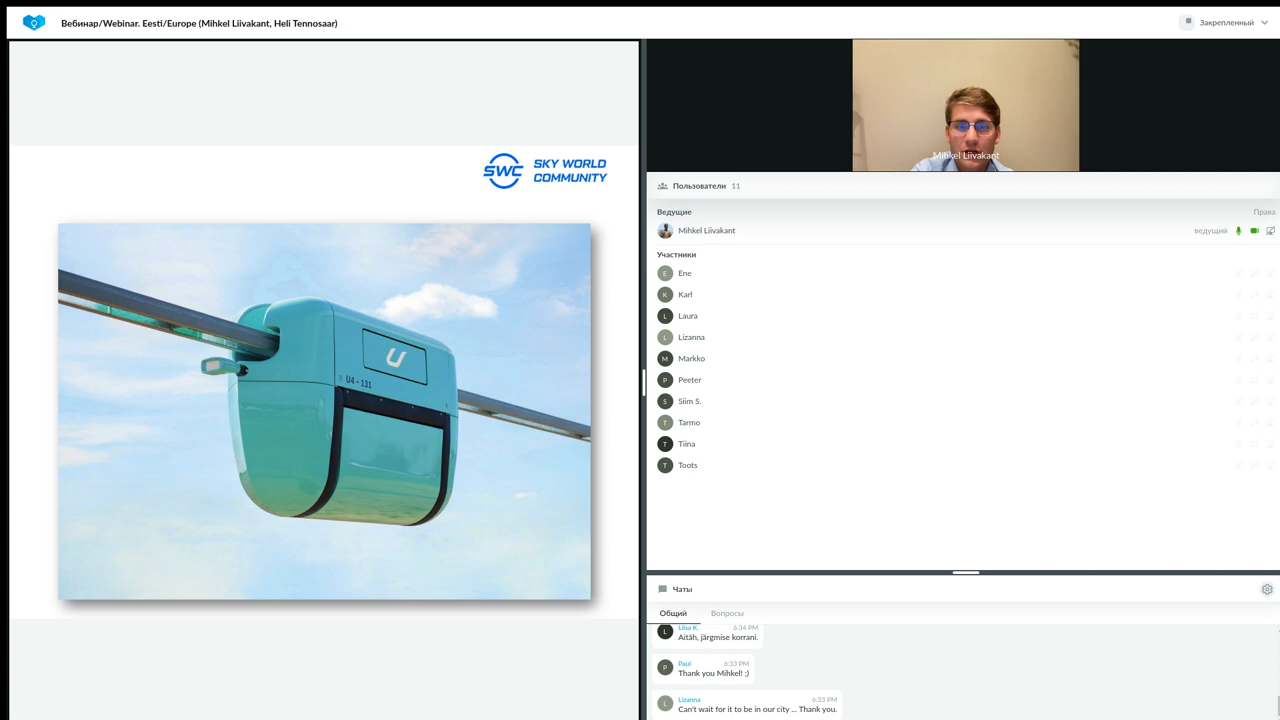 Вебинар/Webinar. Eesti/Europe (Mihkel Liivakant, Heli Tennosaar)
Закрепленный
SWC SKY WORLD
COMMUNITY
U
U4 - 131
Mihkel Liivakant
Пользователи 11
Ведущие Права
Mihkel Liivakant ведущий
Участники
E Ene
K Karl
L Laura
L Lizanna
M Markko
P Peeter
S Siim S.
T Tarmo
T Tiina
T Toots
Чаты
Общий Вопросы
L Liisa K. 6:34 PM
Aitäh, järgmise korrani.
P Paul 6:33 PM
Thank you Mihkel! ;)
L Lizanna 6:33 PM
Can't wait for it to be in our city ... Thank you.